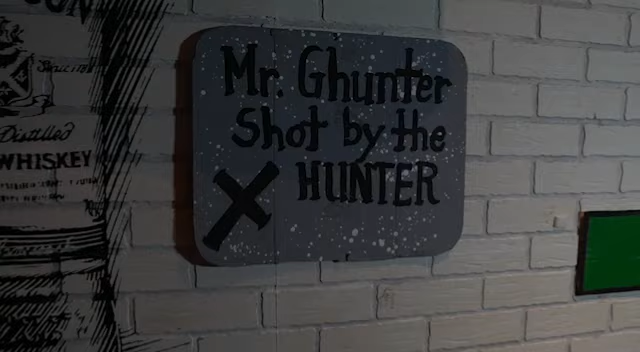 Mr. Ghunter
Shot by the
HUNTER
Distilled
WHISKEY